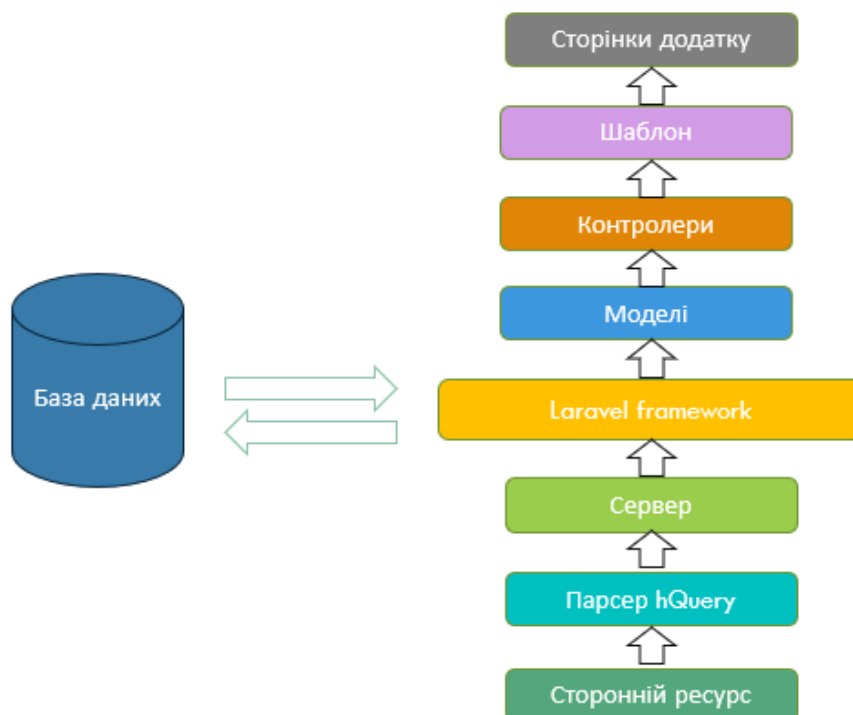 Сторінки додатку
Шаблон
Контролери
Моделі
База даних
Laravel framework
Сервер
Парсер hQuery
Сторонній ресурс